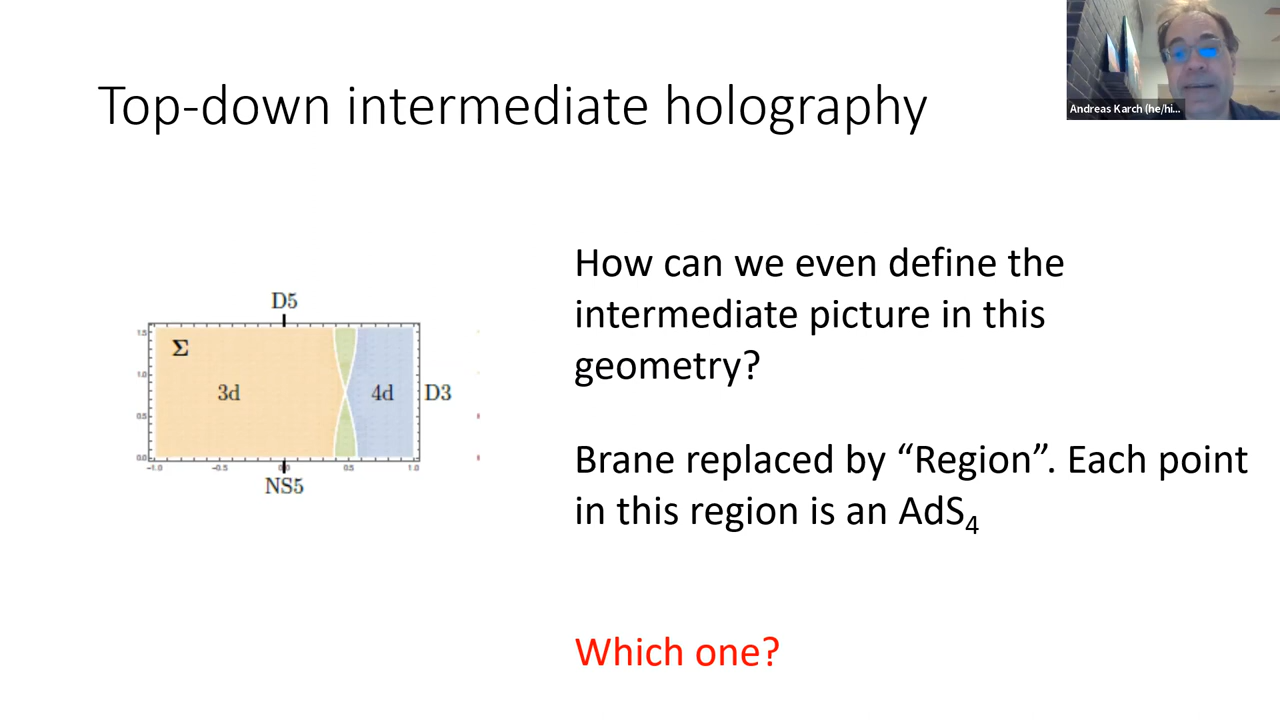 Top-down intermediate holography
Andreas Karch (he/hi...
D5
1.5
Σ
1.0
3d
4d
D3
0.5
0.0
-1.0
-0.5
0.0
0.5
1.0
NS5
How can we even define the
intermediate picture in this
geometry?
Brane replaced by “Region”. Each point
in this region is an AdS₄
Which one?